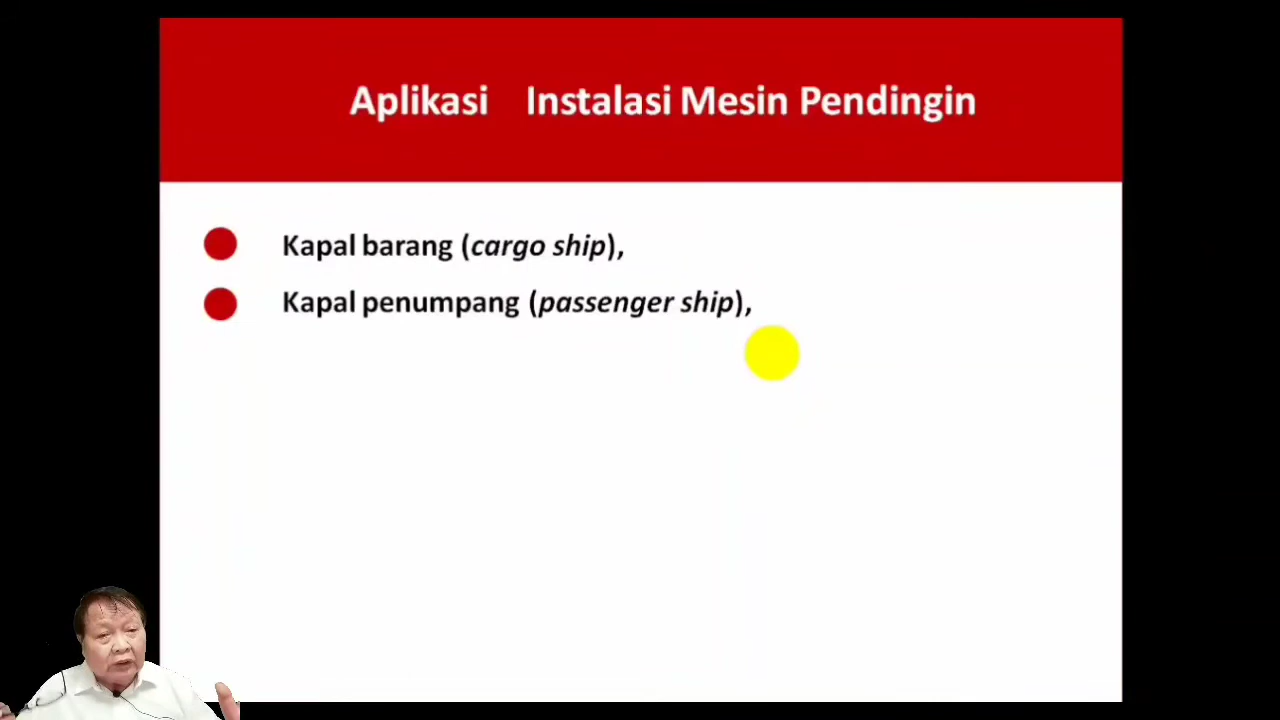 Aplikasi Instalasi Mesin Pendingin
Kapal barang (cargo ship),
Kapal penumpang (passenger ship),